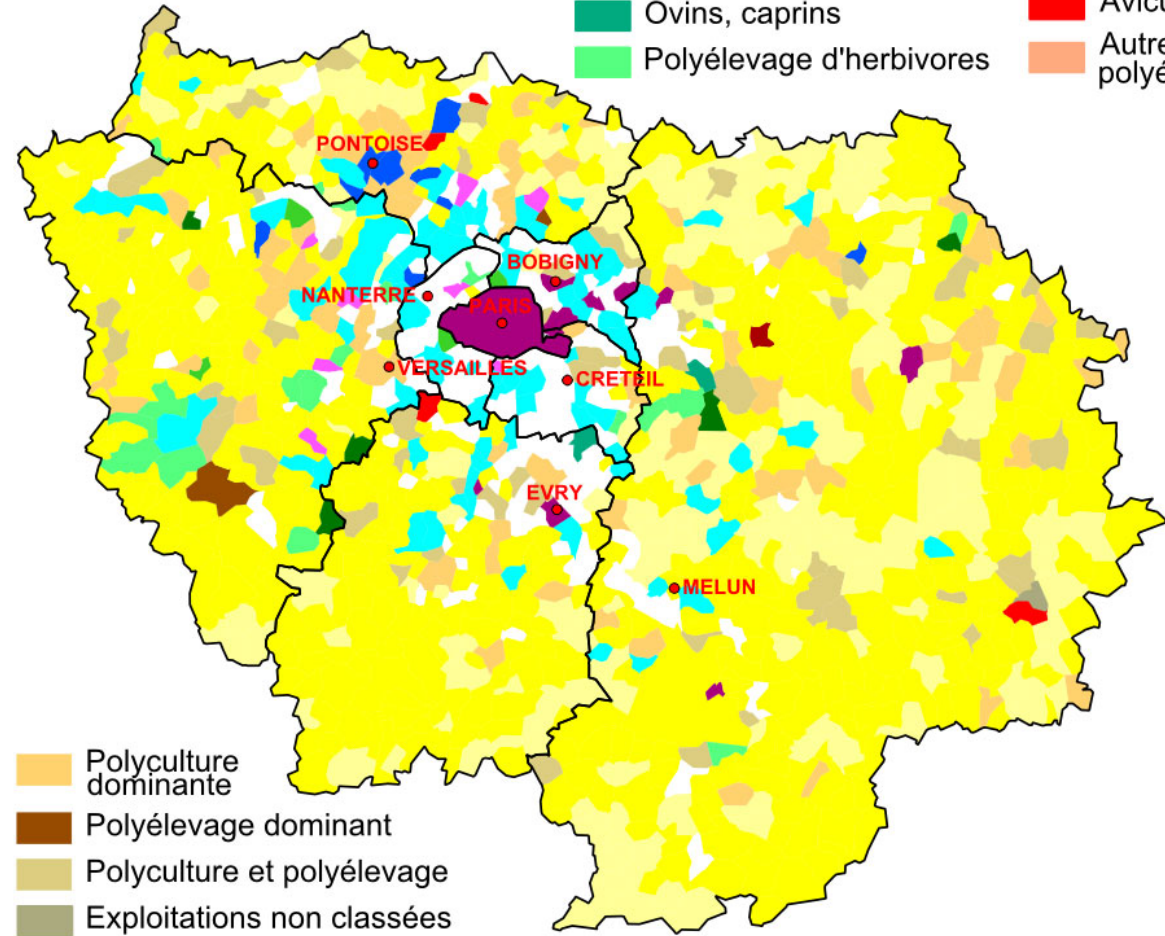 Ovins, caprins
Polyélevage d'herbivores
PONTOISE
BOBIGNY
NANTERRE
PARIS
VERSAILLES
CRETEIL
EVRY
MELUN
Polyculture
dominante
Polyélevage dominant
Polyculture et polyélevage
Exploitations non classées